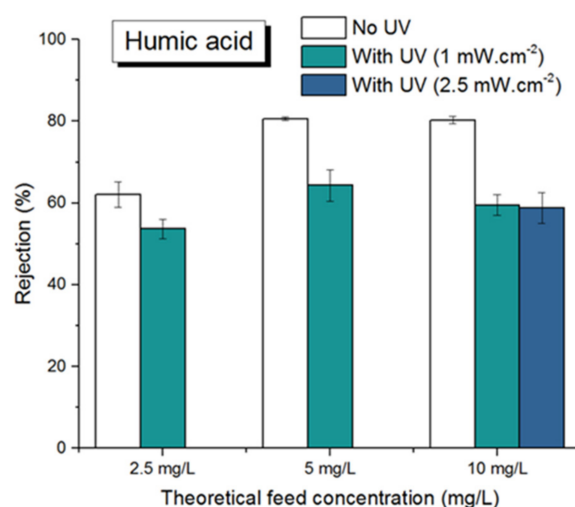 Humic acid
No UV
With UV (1 mW.cm⁻²)
With UV (2.5 mW.cm⁻²)
Rejection (%)
100
80
60
40
20
0
2.5 mg/L
5 mg/L
10 mg/L
Theoretical feed concentration (mg/L)